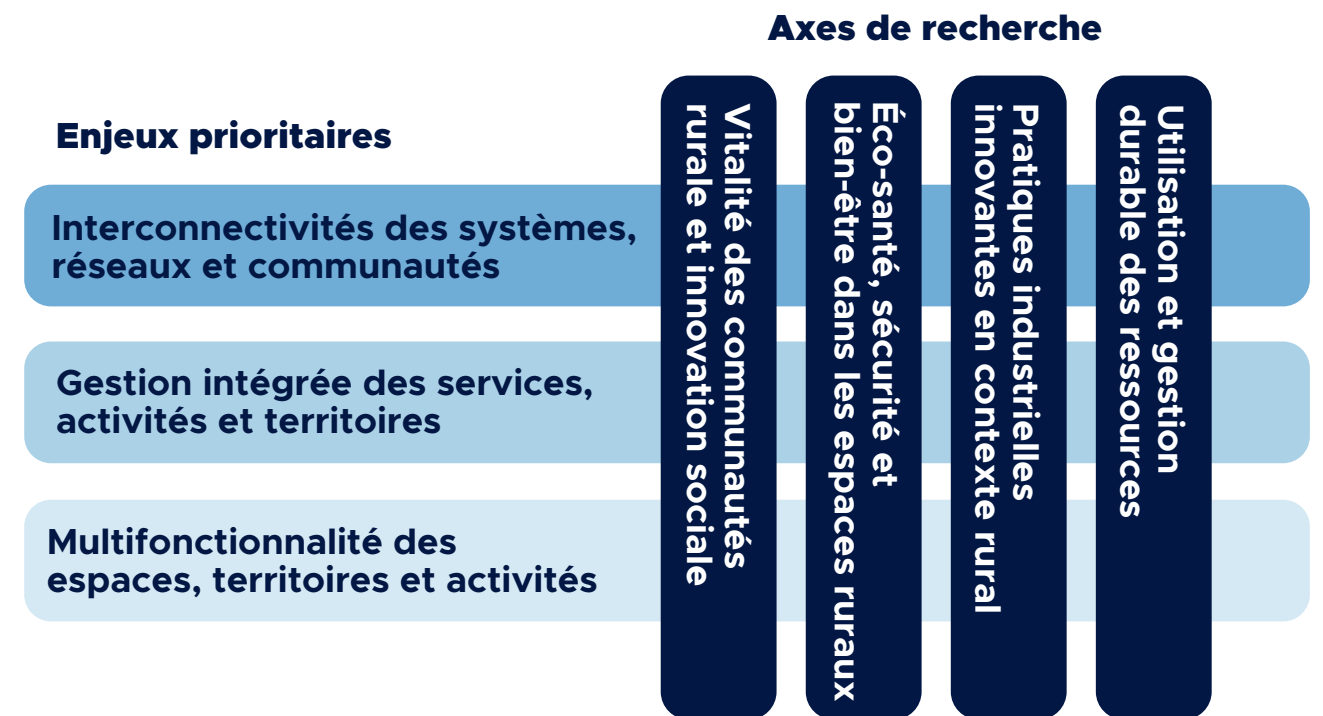 Axes de recherche
Enjeux prioritaires
Interconnectivités des systèmes,
réseaux et communautés
Gestion intégrée des services,
activités et territoires
Multifonctionnalité des
espaces, territoires et activités
Vitalité des communautés
rurale et innovation sociale
Éco-santé, sécurité et
bien-être dans les espaces ruraux
Pratiques industrielles
innovantes en contexte rural
Utilisation et gestion
durable des ressources